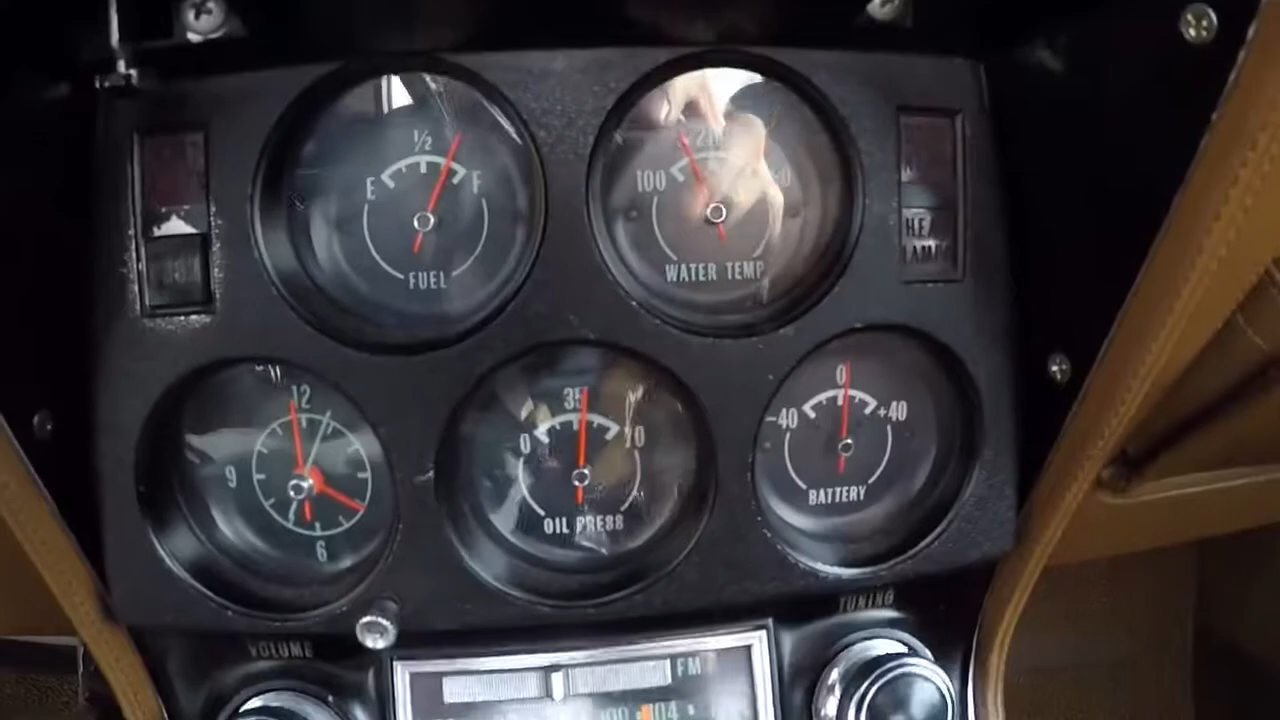 ½
E F
FUEL
100
WATER TEMP
12
9
6
0 35
OIL PRESS
0
-40 +40
BATTERY
VOLUME
TUNING
FM
104